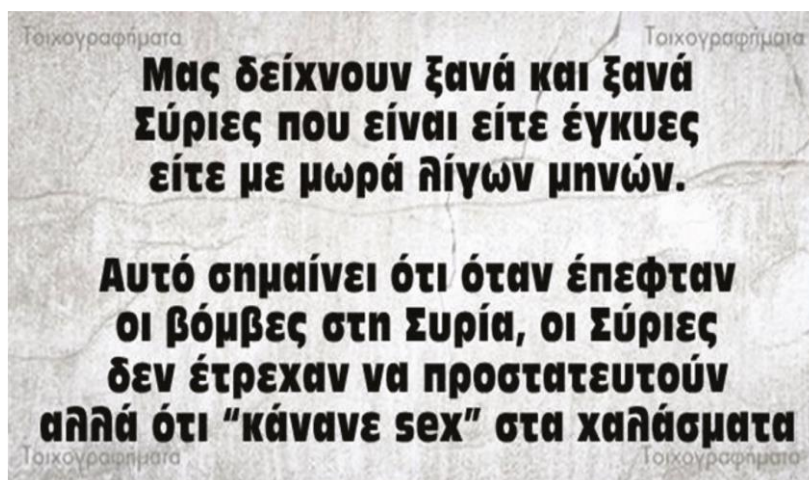 Τοιχογραφήματα Τοιχογραφήματα
Μας δείχνουν ξανά και ξανά
Σύριες που είναι είτε έγκυες
είτε με μωρά λίγων μηνών.
Αυτό σημαίνει ότι όταν έπεφταν
οι βόμβες στη Συρία, οι Σύριες
δεν έτρεχαν να προστατευτούν
αλλά ότι “κάνανε sex” στα χαλάσματα
Τοιχογραφήματα Τοιχογραφήματα